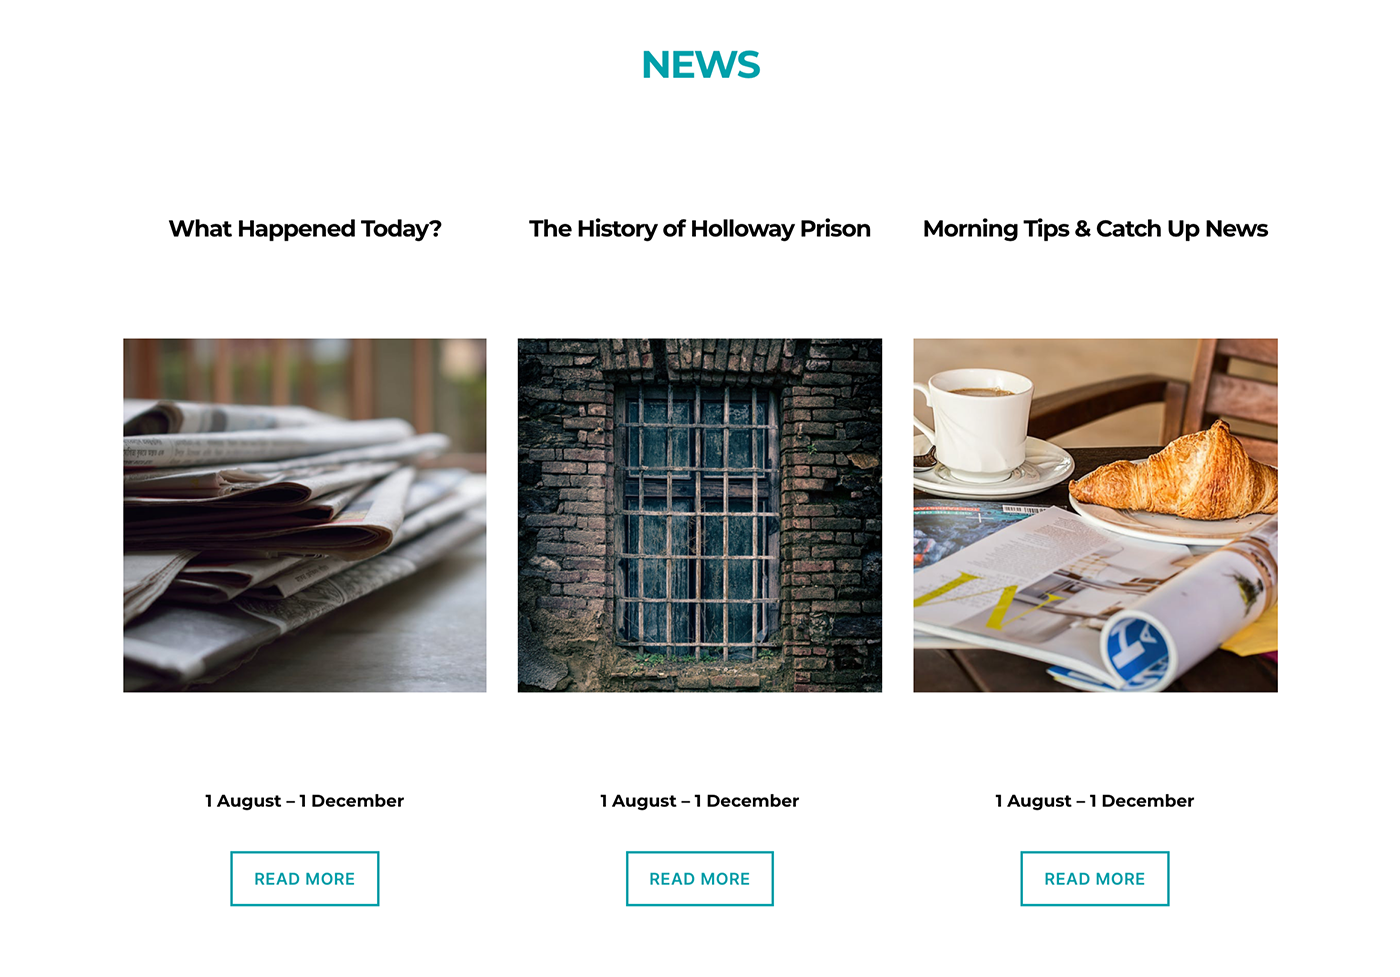 NEWS
What Happened Today?
The History of Holloway Prison
Morning Tips & Catch Up News
1 August – 1 December
1 August – 1 December
1 August – 1 December
READ MORE
READ MORE
READ MORE